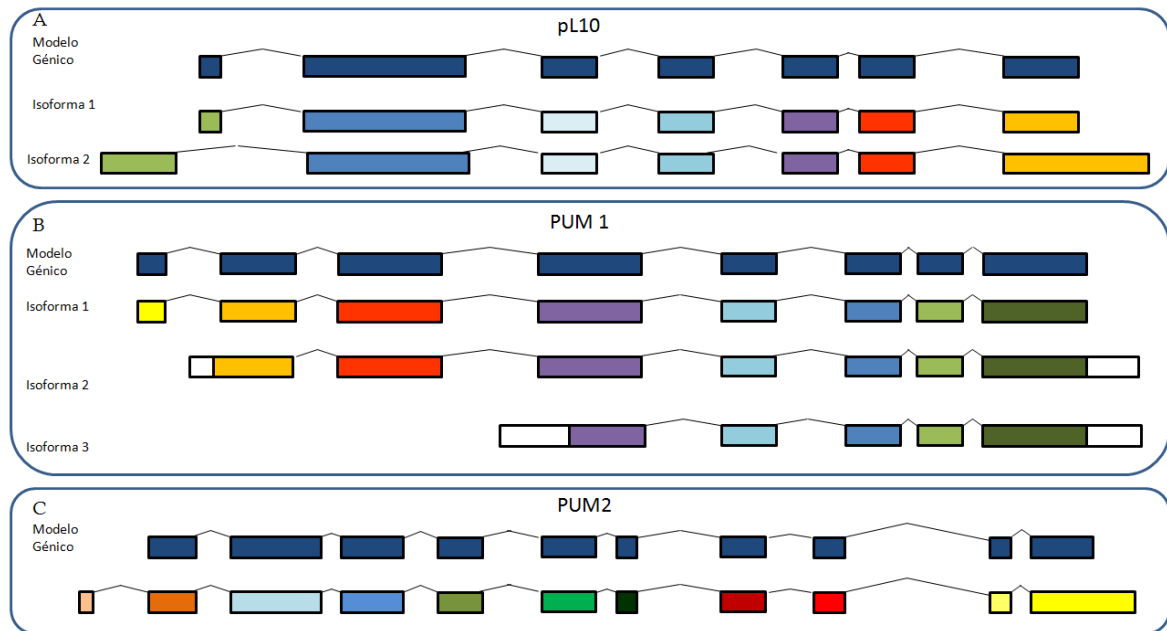 A
pL10
Modelo
Génico
Isoforma 1
Isoforma 2
B
PUM 1
Modelo
Génico
Isoforma 1
Isoforma 2
Isoforma 3
C
PUM2
Modelo
Génico